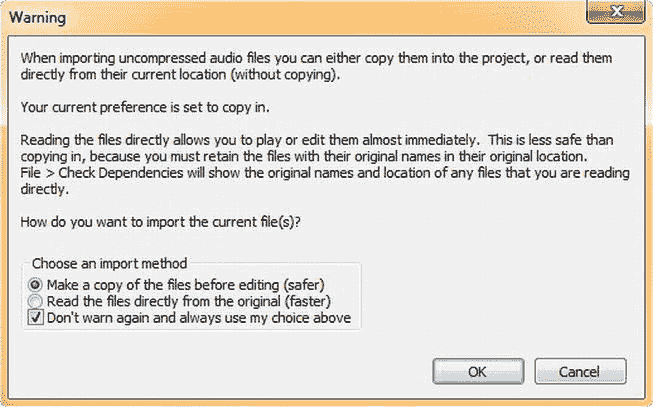 Warning
When importing uncompressed audio files you can either copy them into the project, or read them
directly from their current location (without copying).
Your current preference is set to copy in.
Reading the files directly allows you to play or edit them almost immediately.  This is less safe than
copying in, because you must retain the files with their original names in their original location.
File > Check Dependencies will show the original names and location of any files that you are reading
directly.
How do you want to import the current file(s)?
Choose an import method
Make a copy of the files before editing (safer)
Read the files directly from the original (faster)
Don't warn again and always use my choice above
OK
Cancel